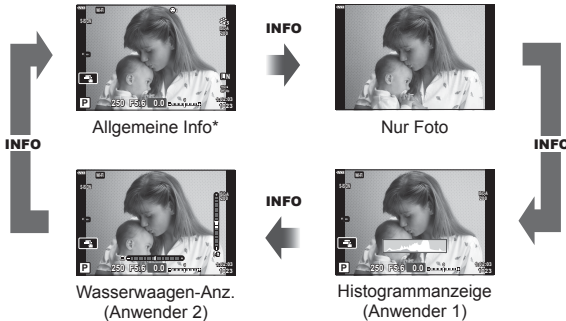 INFO
Allgemeine Info*
Nur Foto
INFO
INFO
P 250 F5.6 0.0
INFO
P 250 F5.6 0.0
P 250 F5.6 0.0
Wasserwaagen-Anz.
(Anwender 2)
Histogrammanzeige
(Anwender 1)